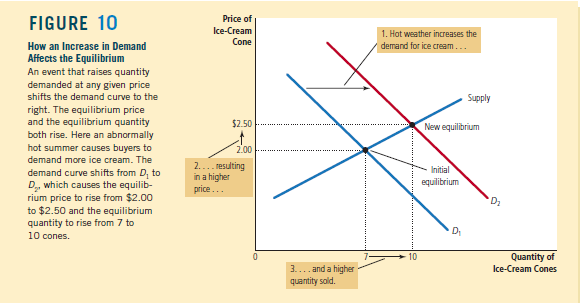 FIGURE 10
How an Increase in Demand
Affects the Equilibrium
An event that raises quantity
demanded at any given price
shifts the demand curve to the
right. The equilibrium price
and the equilibrium quantity
both rise. Here an abnormally
hot summer causes buyers to
demand more ice cream. The
demand curve shifts from D₁ to
D₂, which causes the equilib-
rium price to rise from $2.00
to $2.50 and the equilibrium
quantity to rise from 7 to
10 cones.
Price of
Ice-Cream
Cone
1. Hot weather increases the
demand for ice cream . . .
Supply
$2.50
New equilibrium
2.00
2. . . . resulting
in a higher
price . . .
Initial
equilibrium
D₂
D₁
0
7
10
Quantity of
Ice-Cream Cones
3. . . . and a higher
quantity sold.